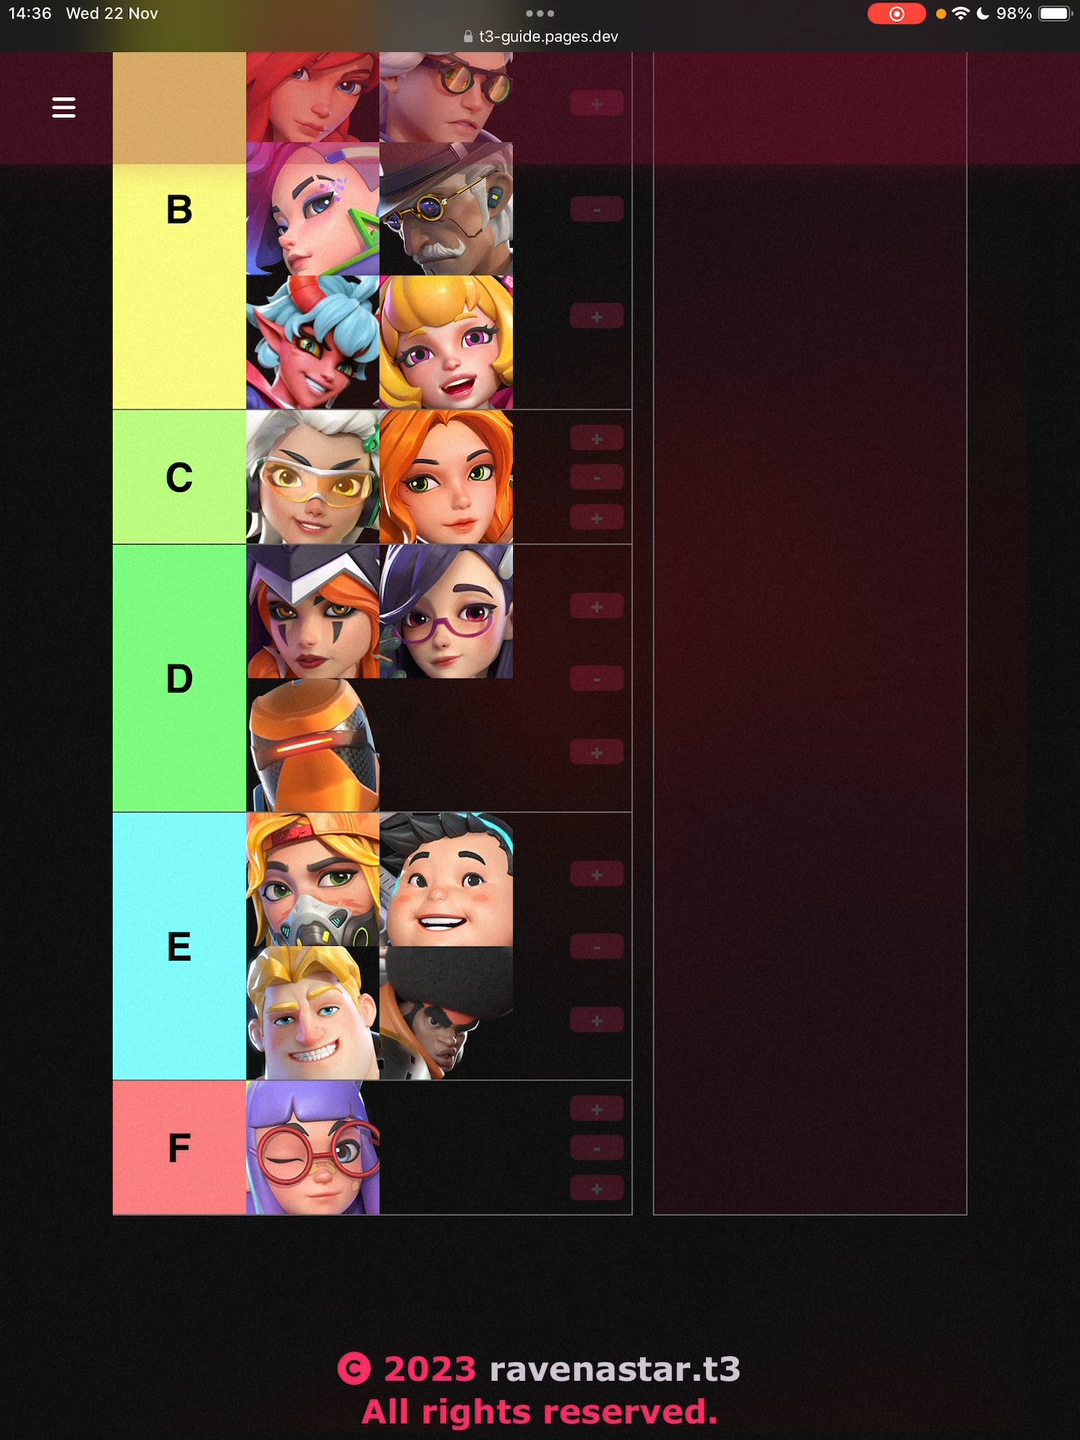 14:36 Wed 22 Nov
98%
t3-guide.pages.dev
+
B
-
+
C
+
-
+
+
D
-
+
+
E
-
+
+
F
-
+
© 2023 ravenastar.t3
All rights reserved.